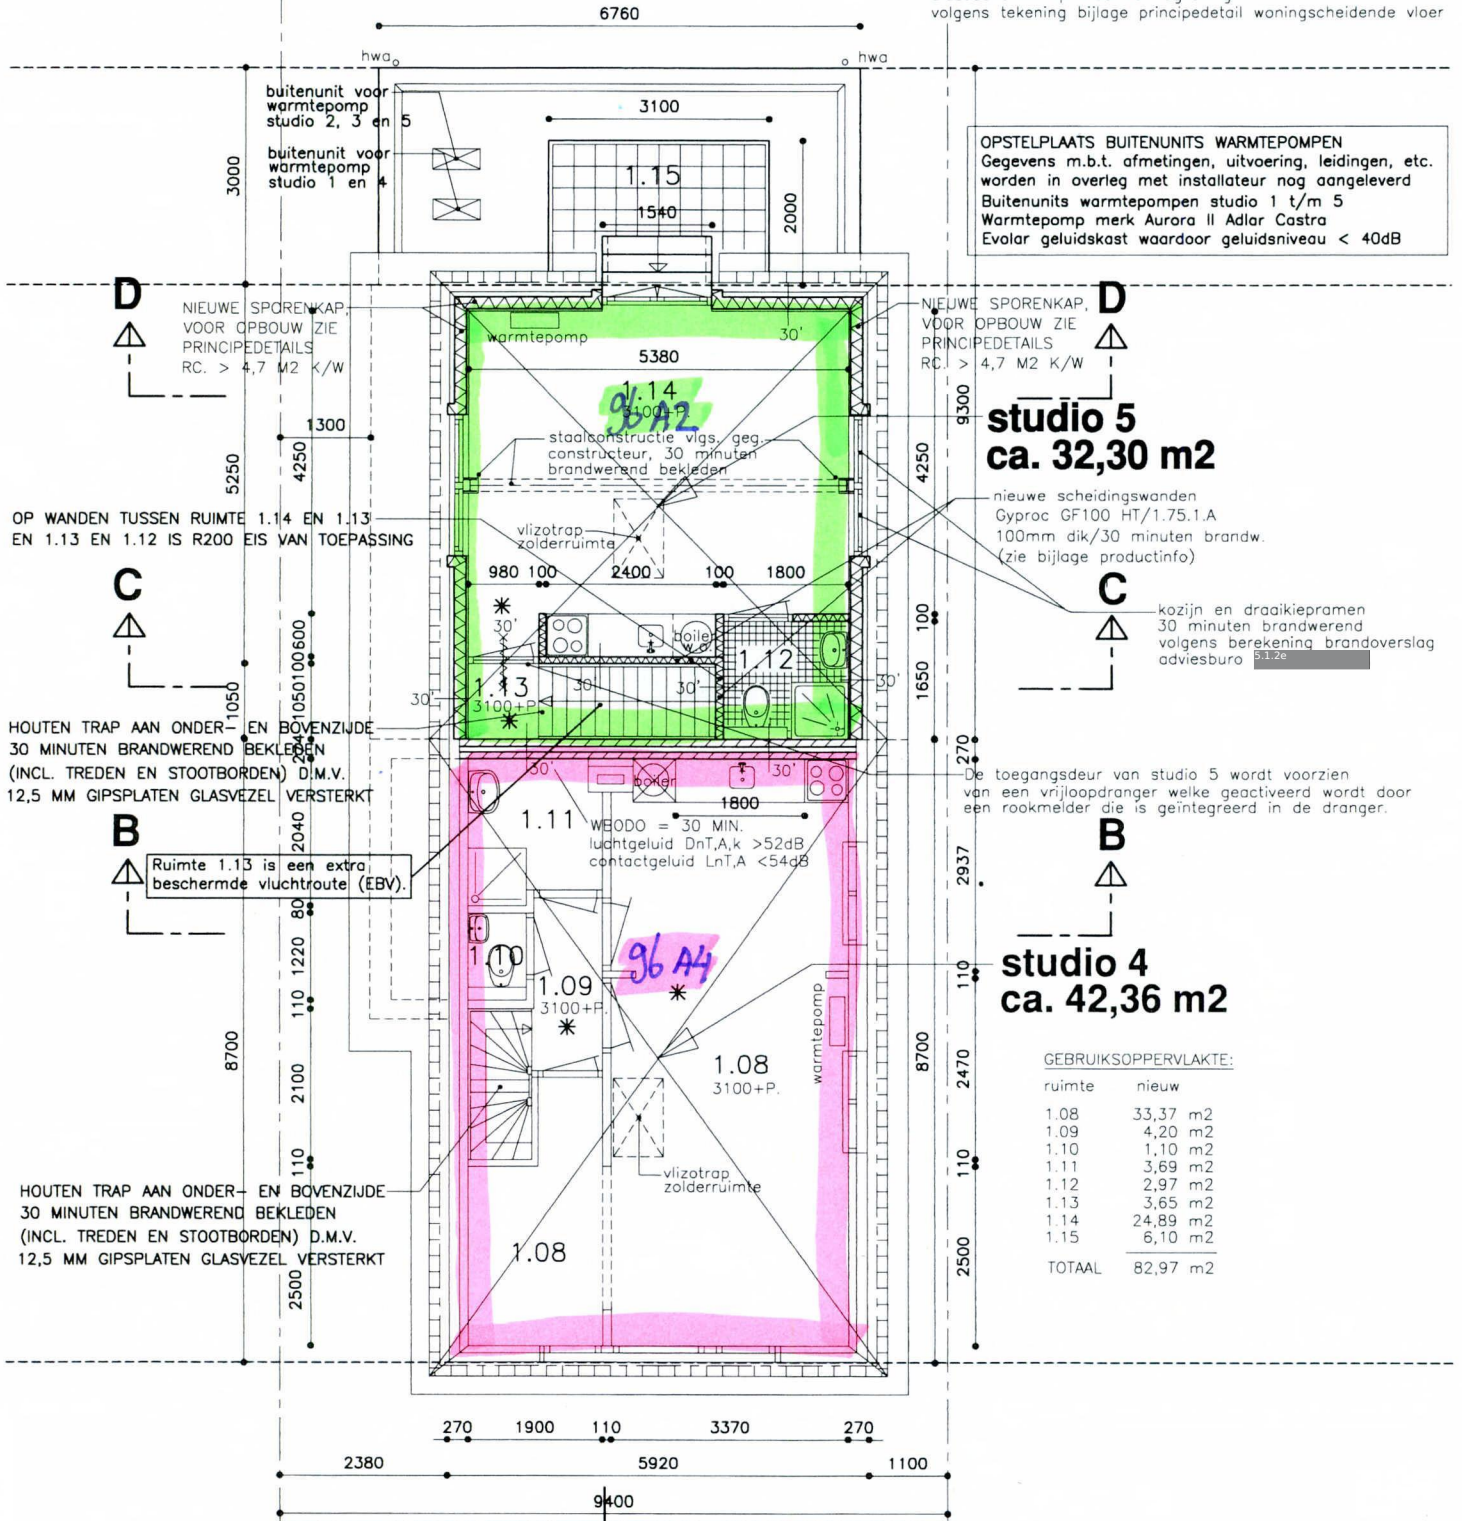 volgens tekening bijlage principedetail woningscheidende vloer
6760
hwa
hwa
buitenunit voor
warmtepomp
studio 2, 3 en 5
buitenunit voor
warmtepomp
studio 1 en 4
3000
3100
1.15
1540
2000
OPSTELPLAATS BUITENUNITS WARMTEPOMPEN
Gegevens m.b.t. afmetingen, uitvoering, leidingen, etc.
worden in overleg met installateur nog aangeleverd
Buitenunits warmtepompen studio 1 t/m 5
Warmtepomp merk Aurora II Adlar Castra
Evolar geluidskast waardoor geluidsniveau < 40dB
D
NIEUWE SPORENKAP,
VOOR OPBOUW ZIE
PRINCIPEDETAILS
RC. > 4,7 M2 K/W
NIEUWE SPORENKAP,
VOOR OPBOUW ZIE
PRINCIPEDETAILS
RC. > 4,7 M2 K/W
D
warmtepomp
30'
5380
1.14
3100+P.
96 A2
staalconstructie vlgs. geg.
constructeur, 30 minuten
brandwerend bekleden
1300
4250
5250
9300
4250
studio 5
ca. 32,30 m2
nieuwe scheidingswanden
Gyproc GF100 HT/1.75.1.A
100mm dik/30 minuten brandw.
(zie bijlage productinfo)
OP WANDEN TUSSEN RUIMTE 1.14 EN 1.13
EN 1.13 EN 1.12 IS R200 EIS VAN TOEPASSING
vlizotrap
zolderruimte
980 100 2400 100 1800
C
C
kozijn en draaikiepramen
30 minuten brandwerend
volgens berekening brandoverslag
adviesburo 5.1.2e
30'
boiler
w.o.
1.12
1.13
3100+P
30'
30'
30'
30'
600
100
1050
1050
204
100
1650
270
HOUTEN TRAP AAN ONDER- EN BOVENZIJDE
30 MINUTEN BRANDWEREND BEKLEDEN
(INCL. TREDEN EN STOOTBORDEN) D.M.V.
12,5 MM GIPSPLATEN GLASVEZEL VERSTERKT
De toegangsdeur van studio 5 wordt voorzien
van een vrijloopdranger welke geactiveerd wordt door
een rookmelder die is geïntegreerd in de dranger.
30'
boiler
30'
1800
1.11
WBODO = 30 MIN.
luchtgeluid DnT,A,k >52dB
contactgeluid LnT,A <54dB
B
B
Ruimte 1.13 is een extra
beschermde vluchtroute (EBV).
2040
80
1220
110
2937
110
1.10
1.09
3100+P.
96 A4
studio 4
ca. 42,36 m2
warmtepomp
8700
2100
110
2500
8700
2470
110
2500
1.08
3100+P.
vlizotrap
zolderruimte
1.08
HOUTEN TRAP AAN ONDER- EN BOVENZIJDE
30 MINUTEN BRANDWEREND BEKLEDEN
(INCL. TREDEN EN STOOTBORDEN) D.M.V.
12,5 MM GIPSPLATEN GLASVEZEL VERSTERKT
GEBRUIKSOPPERVLAKTE:
ruimte nieuw
1.08 33,37 m2
1.09 4,20 m2
1.10 1,10 m2
1.11 3,69 m2
1.12 2,97 m2
1.13 3,65 m2
1.14 24,89 m2
1.15 6,10 m2
TOTAAL 82,97 m2
270 1900 110 3370 270
2380 5920 1100
9400